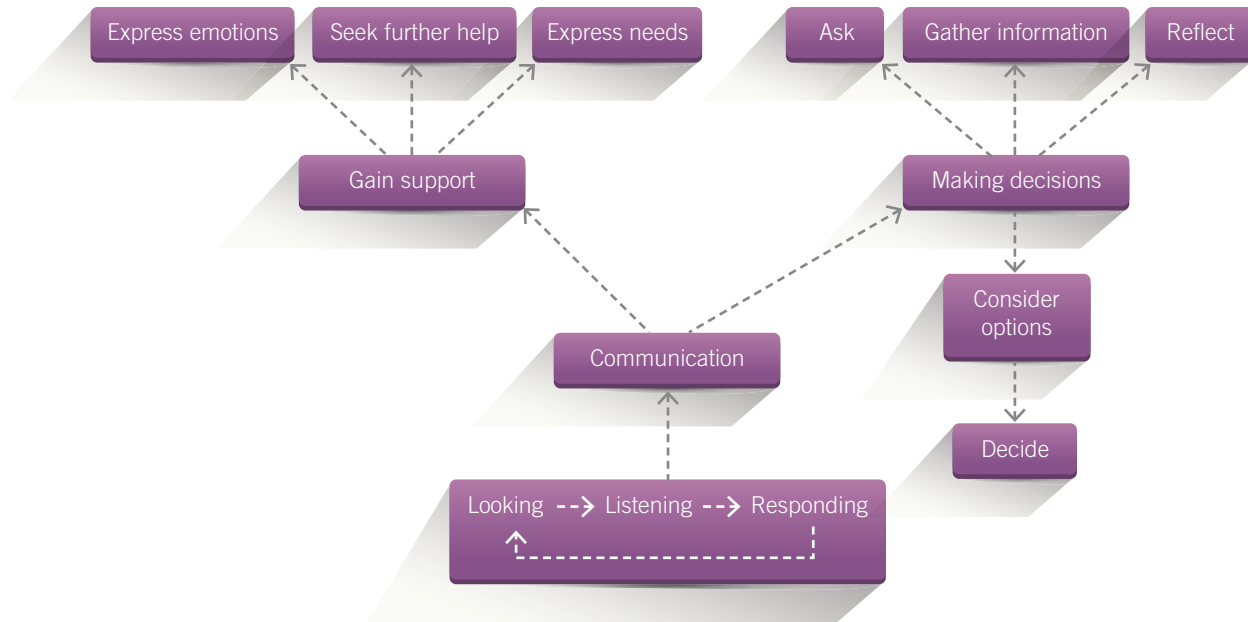 Express emotions
Seek further help
Express needs
Ask
Gather information
Reflect
Gain support
Making decisions
Consider
options
Communication
Decide
Looking Listening Responding